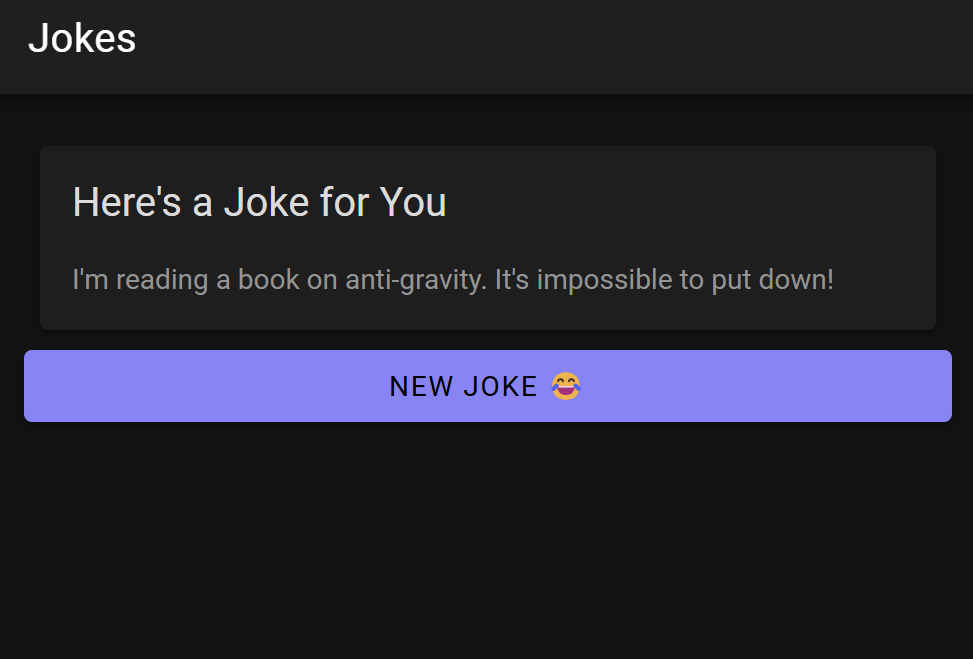 Jokes
Here's a Joke for You
I'm reading a book on anti-gravity. It's impossible to put down!
NEW JOKE 😂